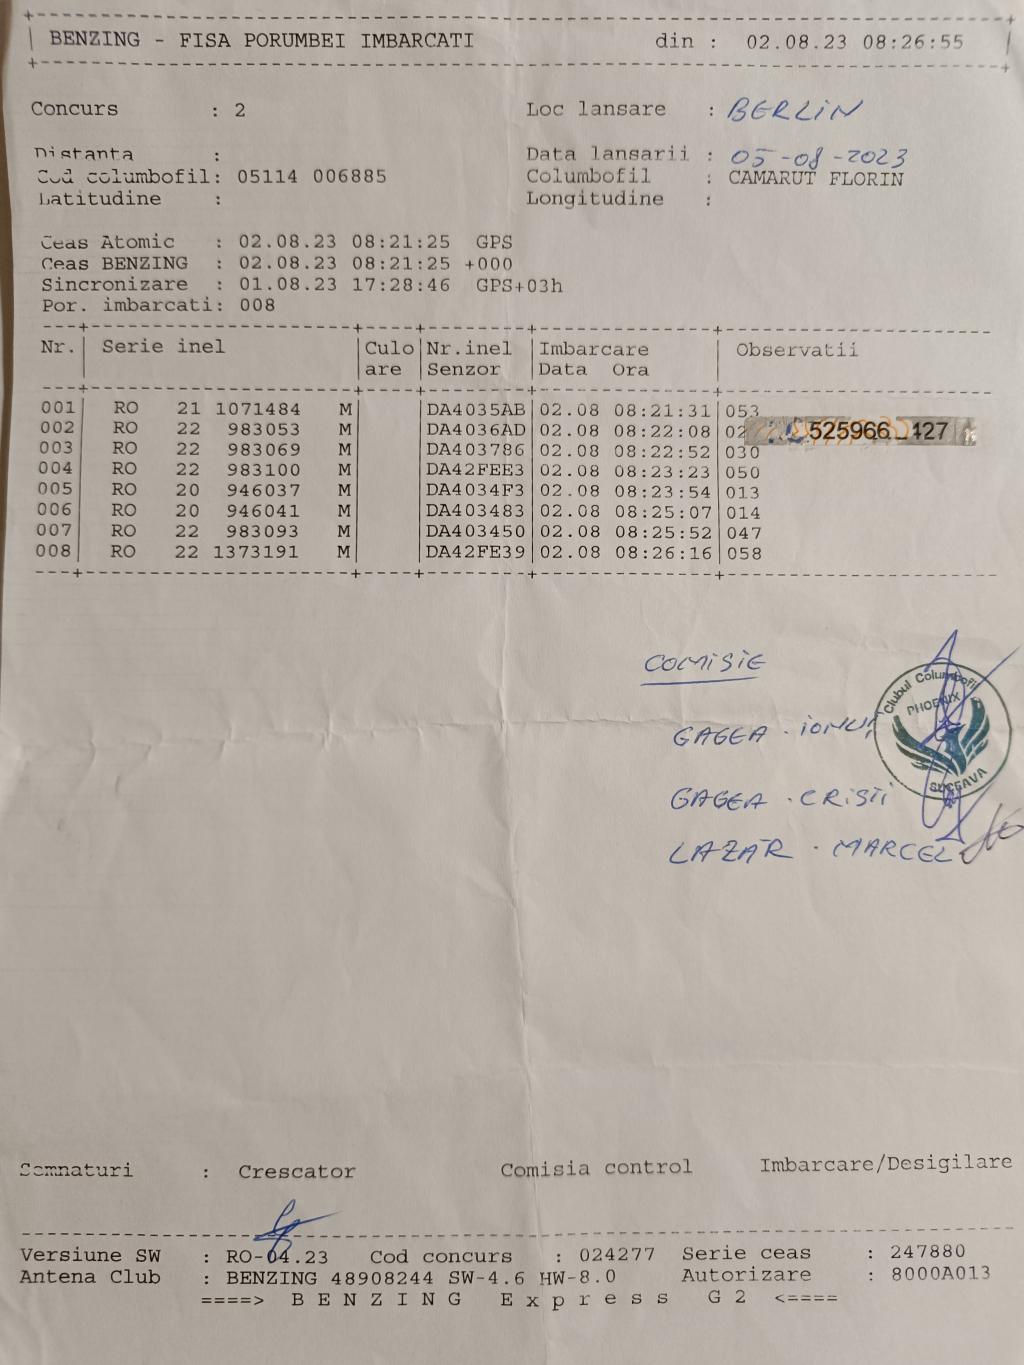 BENZING - FISA PORUMBEI IMBARCATI din : 02.08.23 08:26:55
Concurs : 2 Loc lansare : BERLIN
Distanta : Data lansarii : 05-08-2023
Cod columbofil: 05114 006885 Columbofil : CAMARUT FLORIN
Latitudine : Longitudine :
Ceas Atomic : 02.08.23 08:21:25 GPS
Ceas BENZING : 02.08.23 08:21:25 +000
Sincronizare : 01.08.23 17:28:46 GPS+03h
Por. imbarcati: 008
Nr. Serie inel Culo Nr.inel Imbarcare Observatii
are Senzor Data Ora
001 RO 21 1071484 M DA4035AB 02.08 08:21:31 053
002 RO 22 983053 M DA4036AD 02.08 08:22:08 525966 427
003 RO 22 983069 M DA403786 02.08 08:22:52 030
004 RO 22 983100 M DA42FEE3 02.08 08:23:23 050
005 RO 20 946037 M DA4034F3 02.08 08:23:54 013
006 RO 20 946041 M DA403483 02.08 08:25:07 014
007 RO 22 983093 M DA403450 02.08 08:25:52 047
008 RO 22 1373191 M DA42FE39 02.08 08:26:16 058
COMISIE
Clubul Columbofil
PHOENIX
SUCEAVA
GAGEA · IONUȚ
GAGEA · CRISTI
LAZĂR · MARCEL
Semnaturi : Crescator Comisia control Imbarcare/Desigilare
Versiune SW : RO-04.23 Cod concurs : 024277 Serie ceas : 247880
Antena Club : BENZING 48908244 SW-4.6 HW-8.0 Autorizare : 8000A013
====> B E N Z I N G E x p r e s s G 2 <====